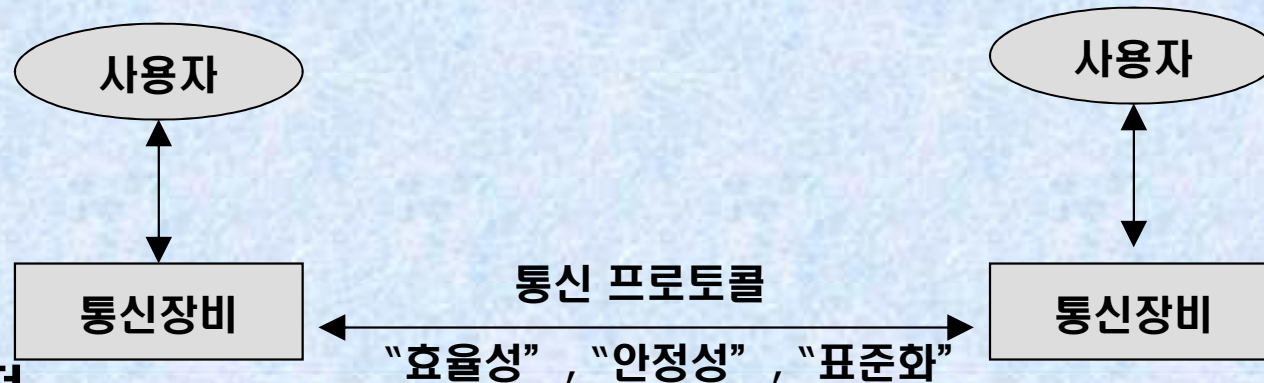 사용자 사용자
통신 프로토콜
통신장비 통신장비
“효율성” , “안정성” , “표준화”